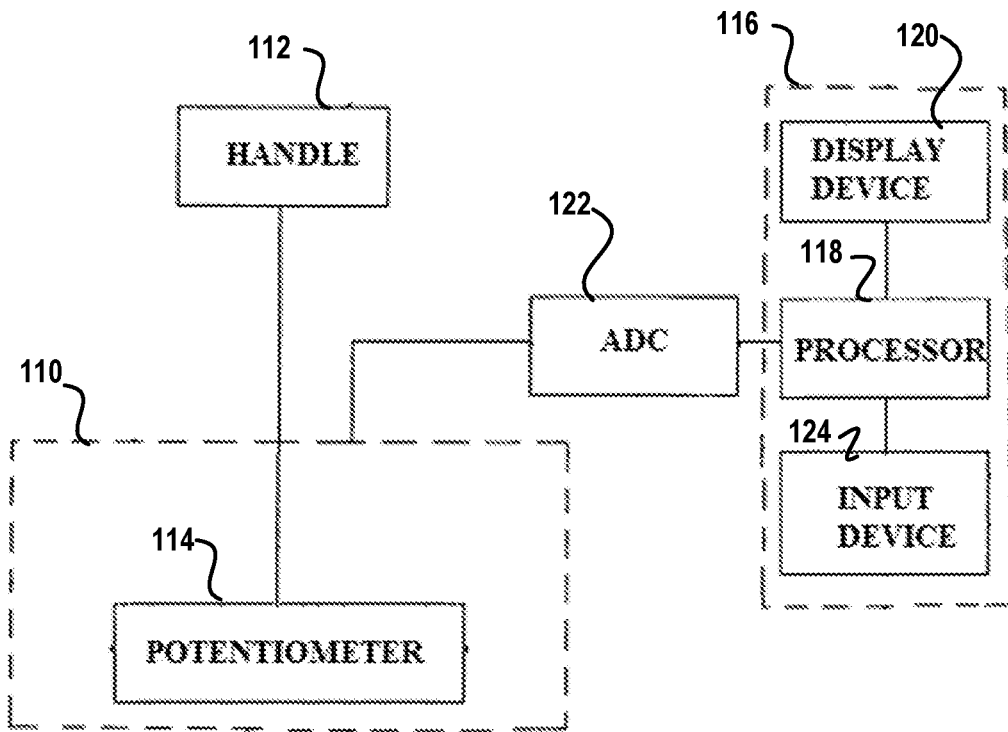 112
HANDLE
116
120
DISPLAY
DEVICE
122
ADC
118
PROCESSOR
110
124
INPUT
DEVICE
114
POTENTIOMETER